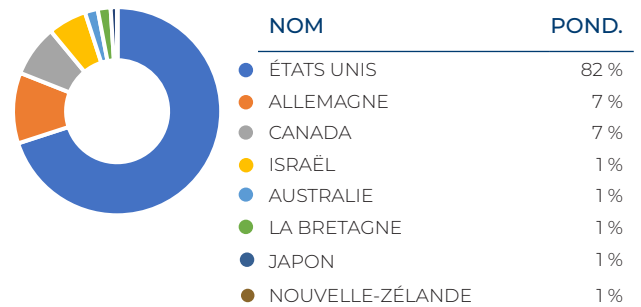 NOM POND.
ÉTATS UNIS 82 %
ALLEMAGNE 7 %
CANADA 7 %
ISRAËL 1 %
AUSTRALIE 1 %
LA BRETAGNE 1 %
JAPON 1 %
NOUVELLE-ZÉLANDE 1 %